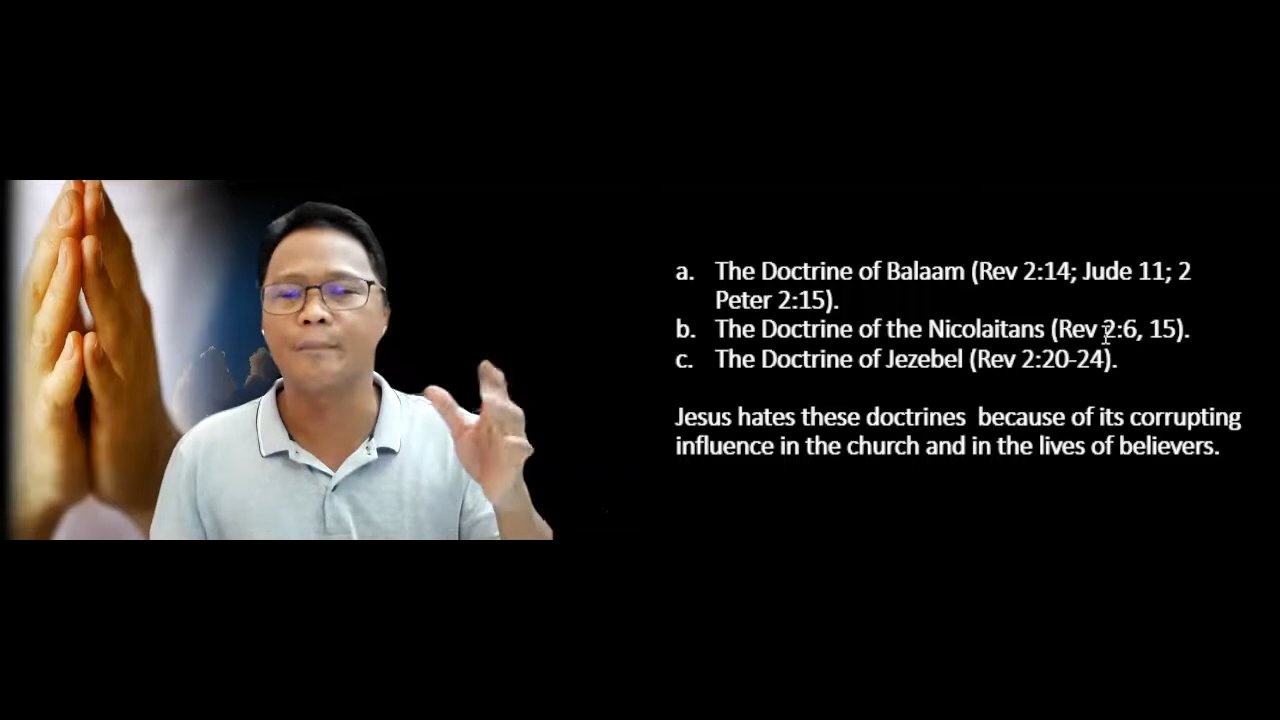 a. The Doctrine of Balaam (Rev 2:14; Jude 11; 2
Peter 2:15).
b. The Doctrine of the Nicolaitans (Rev 2:6, 15).
c. The Doctrine of Jezebel (Rev 2:20-24).
Jesus hates these doctrines because of its corrupting
influence in the church and in the lives of believers.